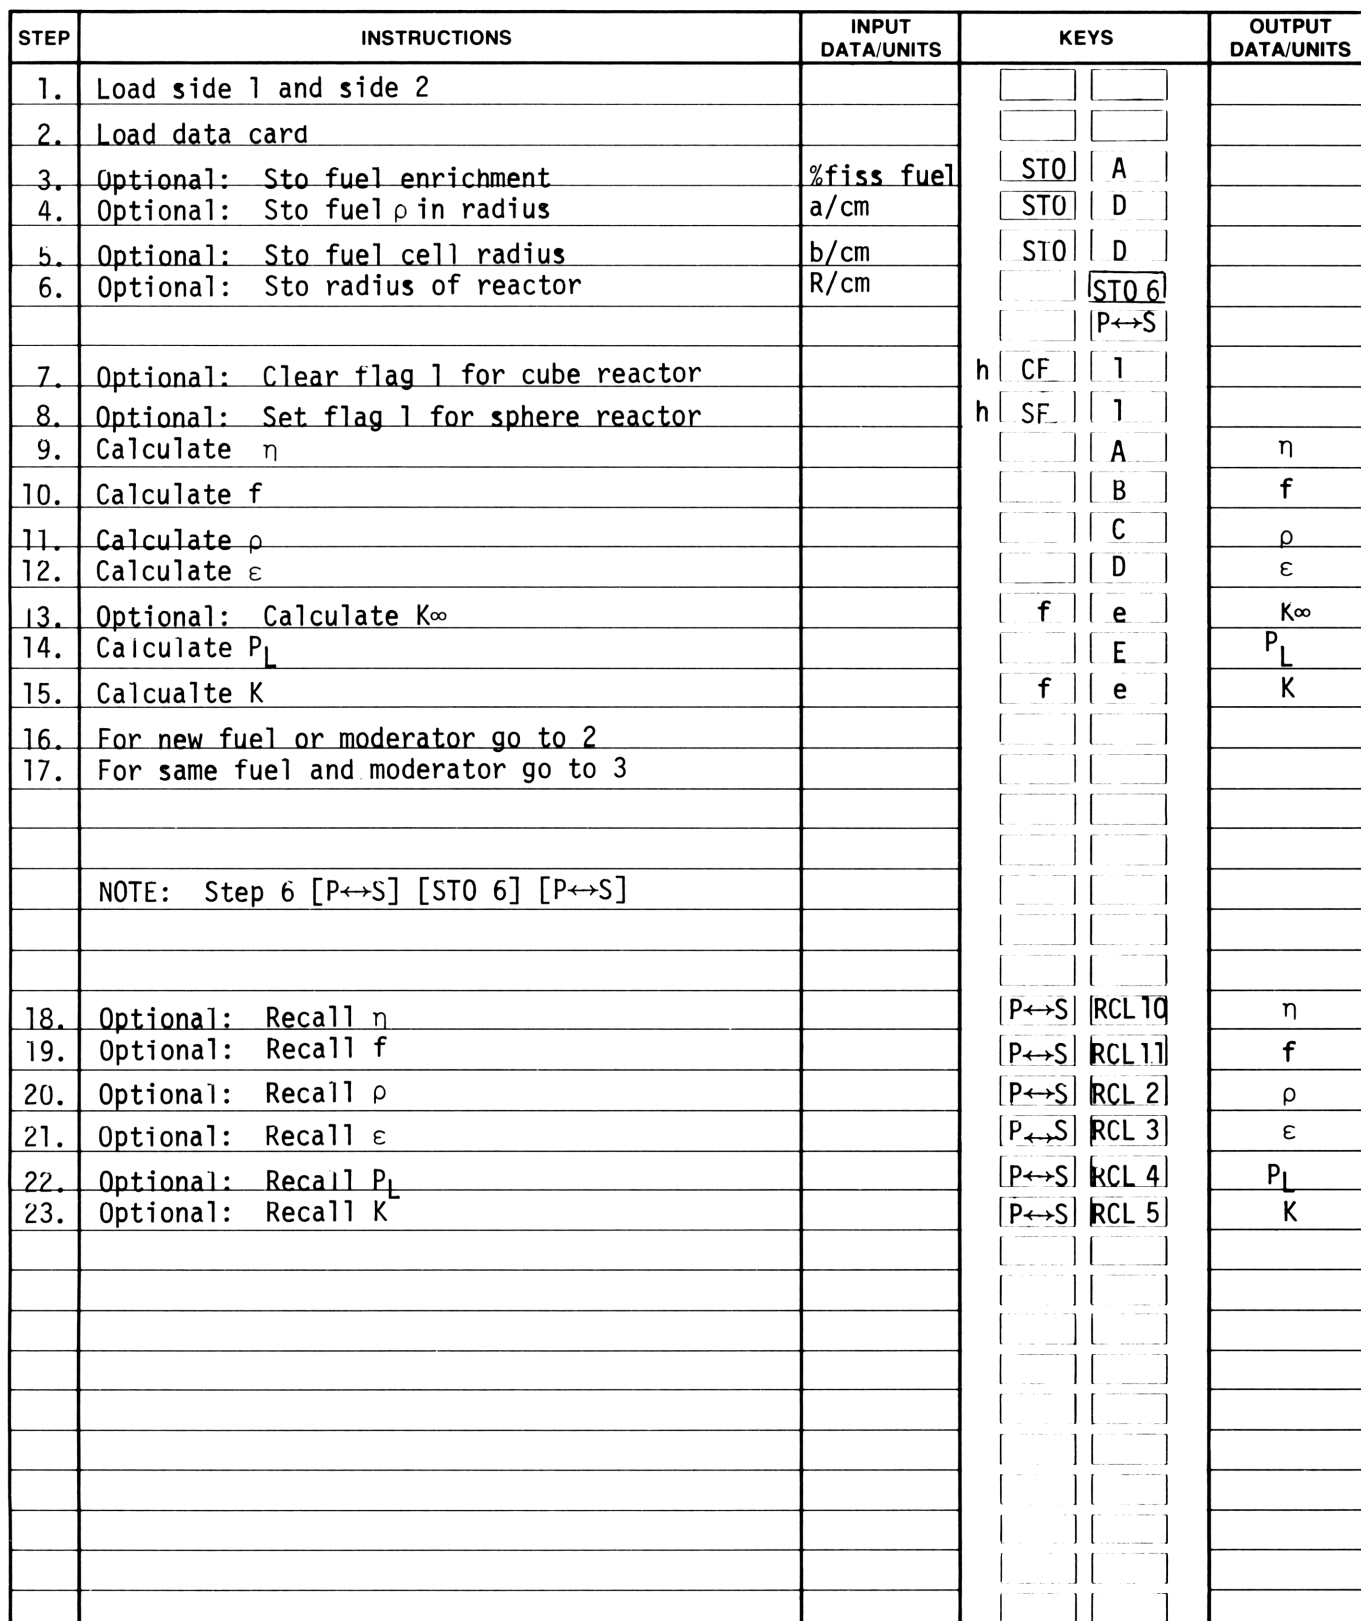 STEP INSTRUCTIONS INPUT DATA/UNITS KEYS OUTPUT DATA/UNITS
1. Load side 1 and side 2
2. Load data card
3. Optional: Sto fuel enrichment %fiss fuel STO A
4. Optional: Sto fuel ρ in radius a/cm STO D
5. Optional: Sto fuel cell radius b/cm STO D
6. Optional: Sto radius of reactor R/cm STO 6
P↔S
7. Optional: Clear flag 1 for cube reactor h CF 1
8. Optional: Set flag 1 for sphere reactor h SF 1
9. Calculate η A η
10. Calculate f B f
11. Calculate ρ C ρ
12. Calculate ε D ε
13. Optional: Calculate K∞ f e K∞
14. Calculate PL E PL
15. Calcualte K f e K
16. For new fuel or moderator go to 2
17. For same fuel and moderator go to 3
NOTE: Step 6 [P↔S] [STO 6] [P↔S]
18. Optional: Recall η P↔S RCL 10 η
19. Optional: Recall f P↔S RCL 11 f
20. Optional: Recall ρ P↔S RCL 2 ρ
21. Optional: Recall ε P↔S RCL 3 ε
22. Optional: Recall PL P↔S RCL 4 PL
23. Optional: Recall K P↔S RCL 5 K